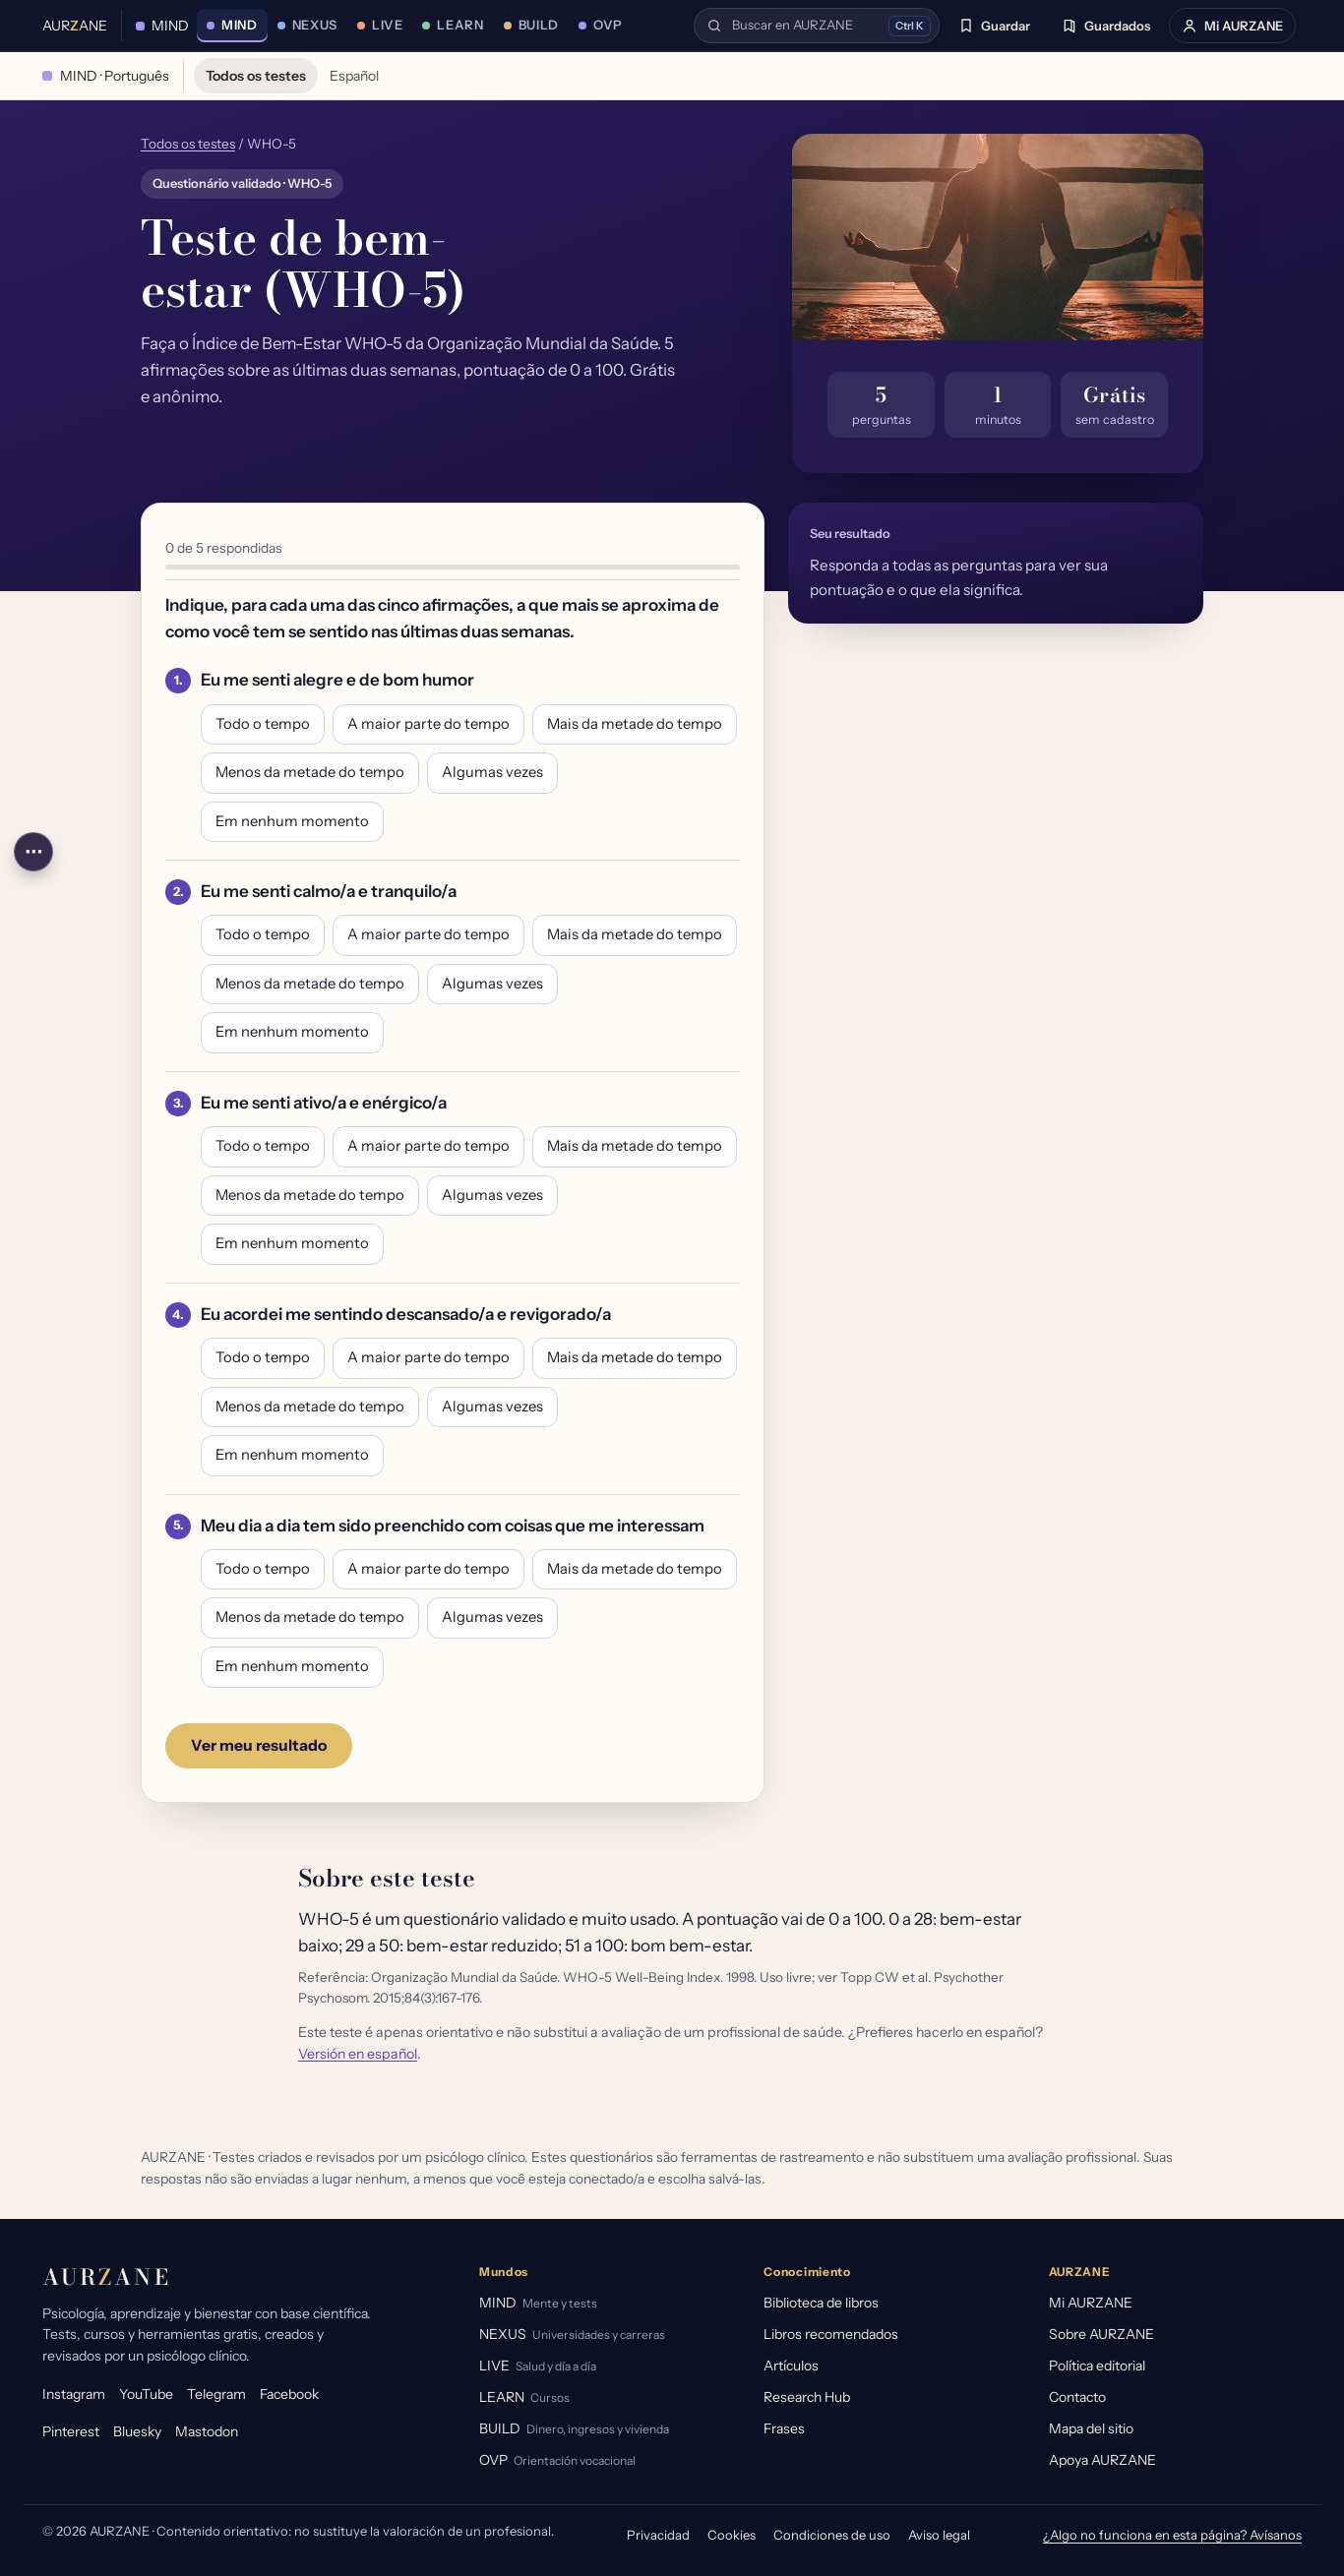 AURZANE
MIND
MIND
NEXUS
LIVE
LEARN
BUILD
OVP
Buscar en AURZANE
Ctrl K
Guardar
Guardados
Mi AURZANE
MIND · Português
Todos os testes
Español
Todos os testes / WHO-5
Questionário validado · WHO-5
Teste de bem-
estar (WHO-5)
Faça o Índice de Bem-Estar WHO-5 da Organização Mundial da Saúde. 5
afirmações sobre as últimas duas semanas, pontuação de 0 a 100. Grátis
e anônimo.
5
perguntas
1
minutos
Grátis
sem cadastro
0 de 5 respondidas
Indique, para cada uma das cinco afirmações, a que mais se aproxima de
como você tem se sentido nas últimas duas semanas.
1. Eu me senti alegre e de bom humor
Todo o tempo
A maior parte do tempo
Mais da metade do tempo
Menos da metade do tempo
Algumas vezes
Em nenhum momento
2. Eu me senti calmo/a e tranquilo/a
Todo o tempo
A maior parte do tempo
Mais da metade do tempo
Menos da metade do tempo
Algumas vezes
Em nenhum momento
3. Eu me senti ativo/a e enérgico/a
Todo o tempo
A maior parte do tempo
Mais da metade do tempo
Menos da metade do tempo
Algumas vezes
Em nenhum momento
4. Eu acordei me sentindo descansado/a e revigorado/a
Todo o tempo
A maior parte do tempo
Mais da metade do tempo
Menos da metade do tempo
Algumas vezes
Em nenhum momento
5. Meu dia a dia tem sido preenchido com coisas que me interessam
Todo o tempo
A maior parte do tempo
Mais da metade do tempo
Menos da metade do tempo
Algumas vezes
Em nenhum momento
Ver meu resultado
Seu resultado
Responda a todas as perguntas para ver sua
pontuação e o que ela significa.
Sobre este teste
WHO-5 é um questionário validado e muito usado. A pontuação vai de 0 a 100. 0 a 28: bem-estar
baixo; 29 a 50: bem-estar reduzido; 51 a 100: bom bem-estar.
Referência: Organização Mundial da Saúde. WHO-5 Well-Being Index. 1998. Uso livre; ver Topp CW et al. Psychother
Psychosom. 2015;84(3):167-176.
Este teste é apenas orientativo e não substitui a avaliação de um profissional de saúde. ¿Prefieres hacerlo en español?
Versión en español.
AURZANE · Testes criados e revisados por um psicólogo clínico. Estes questionários são ferramentas de rastreamento e não substituem uma avaliação profissional. Suas
respostas não são enviadas a lugar nenhum, a menos que você esteja conectado/a e escolha salvá-las.
AURZANE
Psicología, aprendizaje y bienestar con base científica.
Tests, cursos y herramientas gratis, creados y
revisados por un psicólogo clínico.
Instagram
YouTube
Telegram
Facebook
Pinterest
Bluesky
Mastodon
Mundos
MIND Mente y tests
NEXUS Universidades y carreras
LIVE Salud y día a día
LEARN Cursos
BUILD Dinero, ingresos y vivienda
OVP Orientación vocacional
Conocimiento
Biblioteca de libros
Libros recomendados
Artículos
Research Hub
Frases
AURZANE
Mi AURZANE
Sobre AURZANE
Política editorial
Contacto
Mapa del sitio
Apoya AURZANE
© 2026 AURZANE · Contenido orientativo: no sustituye la valoración de un profesional.
Privacidad
Cookies
Condiciones de uso
Aviso legal
¿Algo no funciona en esta página? Avísanos